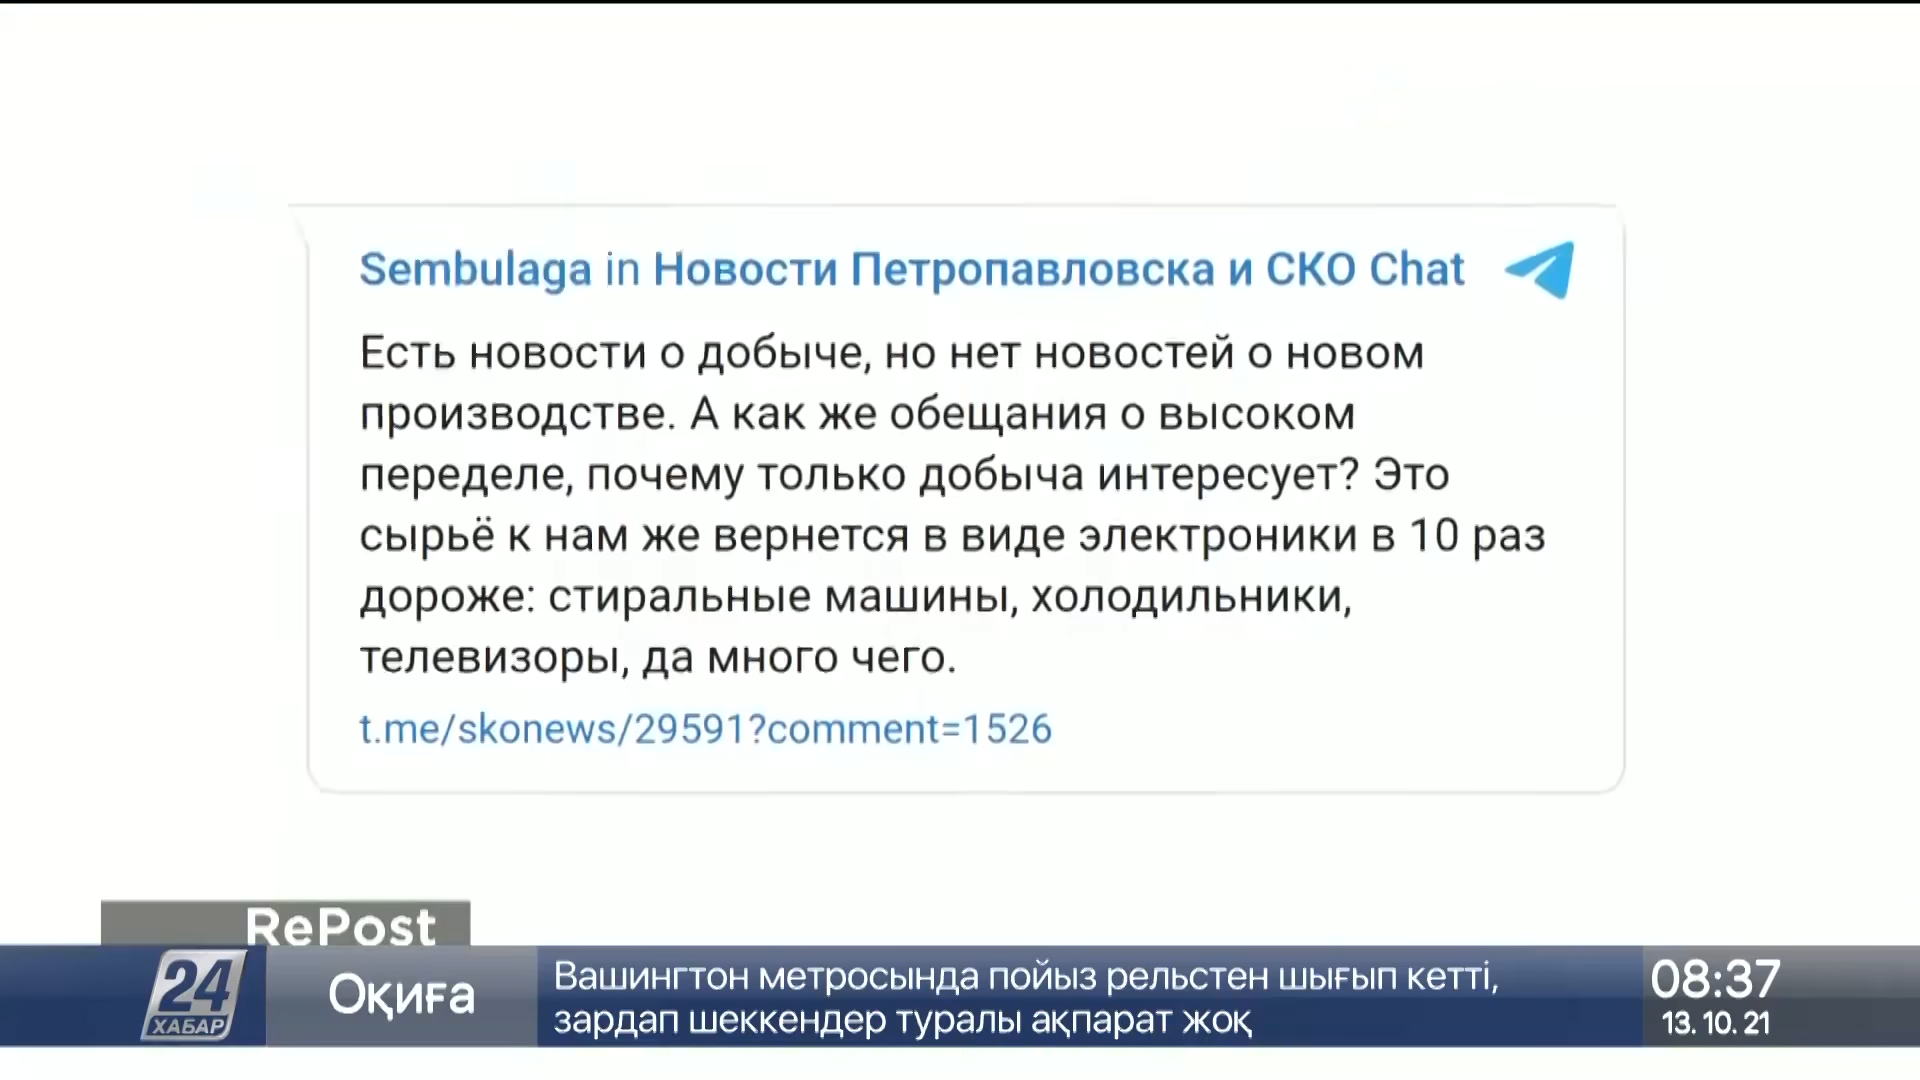 Sembulaga in Новости Петропавловска и СКО Chat
Есть новости о добыче, но нет новостей о новом
производстве. А как же обещания о высоком
переделе, почему только добыча интересует? Это
сырьё к нам же вернется в виде электроники в 10 раз
дороже: стиральные машины, холодильники,
телевизоры, да много чего.
t.me/skonews/29591?comment=1526
RePost
24
ХАБАР
Оқиға
Вашингтон метросында пойыз рельстен шығып кетті,
зардап шеккендер туралы ақпарат жоқ
08:37
13. 10. 21